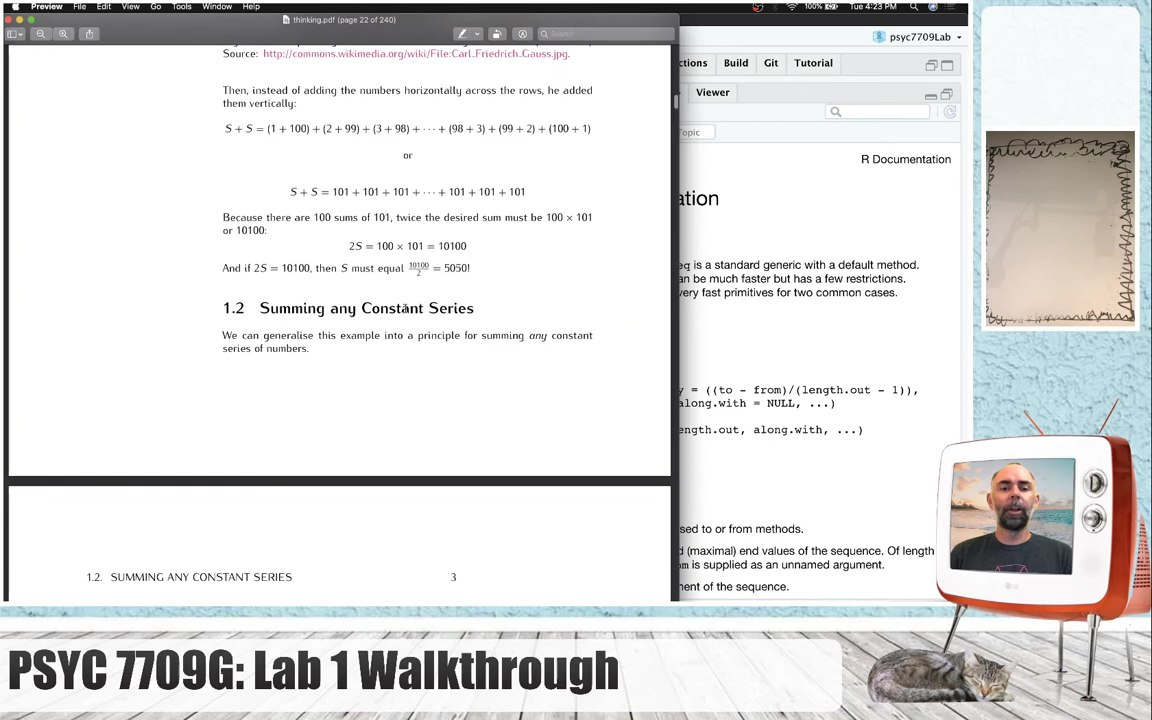 Preview File Edit View Go Tools Window Help
100% Tue 4:23 PM
thinking.pdf (page 22 of 240)
Search
Source: http://commons.wikimedia.org/wiki/File:Carl_Friedrich_Gauss.jpg.
Then, instead of adding the numbers horizontally across the rows, he added
them vertically:
S + S = (1 + 100) + (2 + 99) + (3 + 98) + · · · + (98 + 3) + (99 + 2) + (100 + 1)
or
S + S = 101 + 101 + 101 + · · · + 101 + 101 + 101
Because there are 100 sums of 101, twice the desired sum must be 100 × 101
or 10100:
2S = 100 × 101 = 10100
And if 2S = 10100, then S must equal 10100/2 = 5050!
1.2 Summing any Constant Series
We can generalise this example into a principle for summing any constant
series of numbers.
1.2. SUMMING ANY CONSTANT SERIES 3
psyc7709Lab
ctions Build Git Tutorial
Viewer
Topic
R Documentation
ation
eq is a standard generic with a default method.
an be much faster but has a few restrictions.
very fast primitives for two common cases.
y = ((to - from)/(length.out - 1)),
along.with = NULL, ...)
ength.out, along.with, ...)
sed to or from methods.
d (maximal) end values of the sequence. Of length
om is supplied as an unnamed argument.
ment of the sequence.
LG
PSYC 7709G: Lab 1 Walkthrough